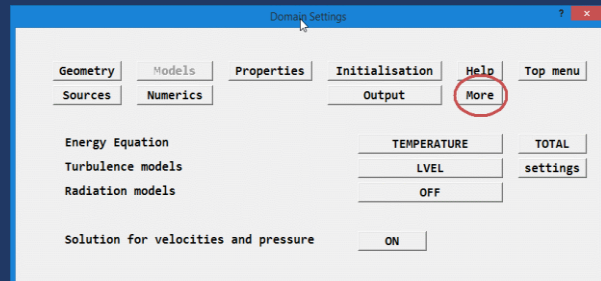 Domain Settings ? ×
Geometry Models Properties Initialisation Help Top menu
Sources Numerics Output More
Energy Equation TEMPERATURE TOTAL
Turbulence models LVEL settings
Radiation models OFF
Solution for velocities and pressure ON